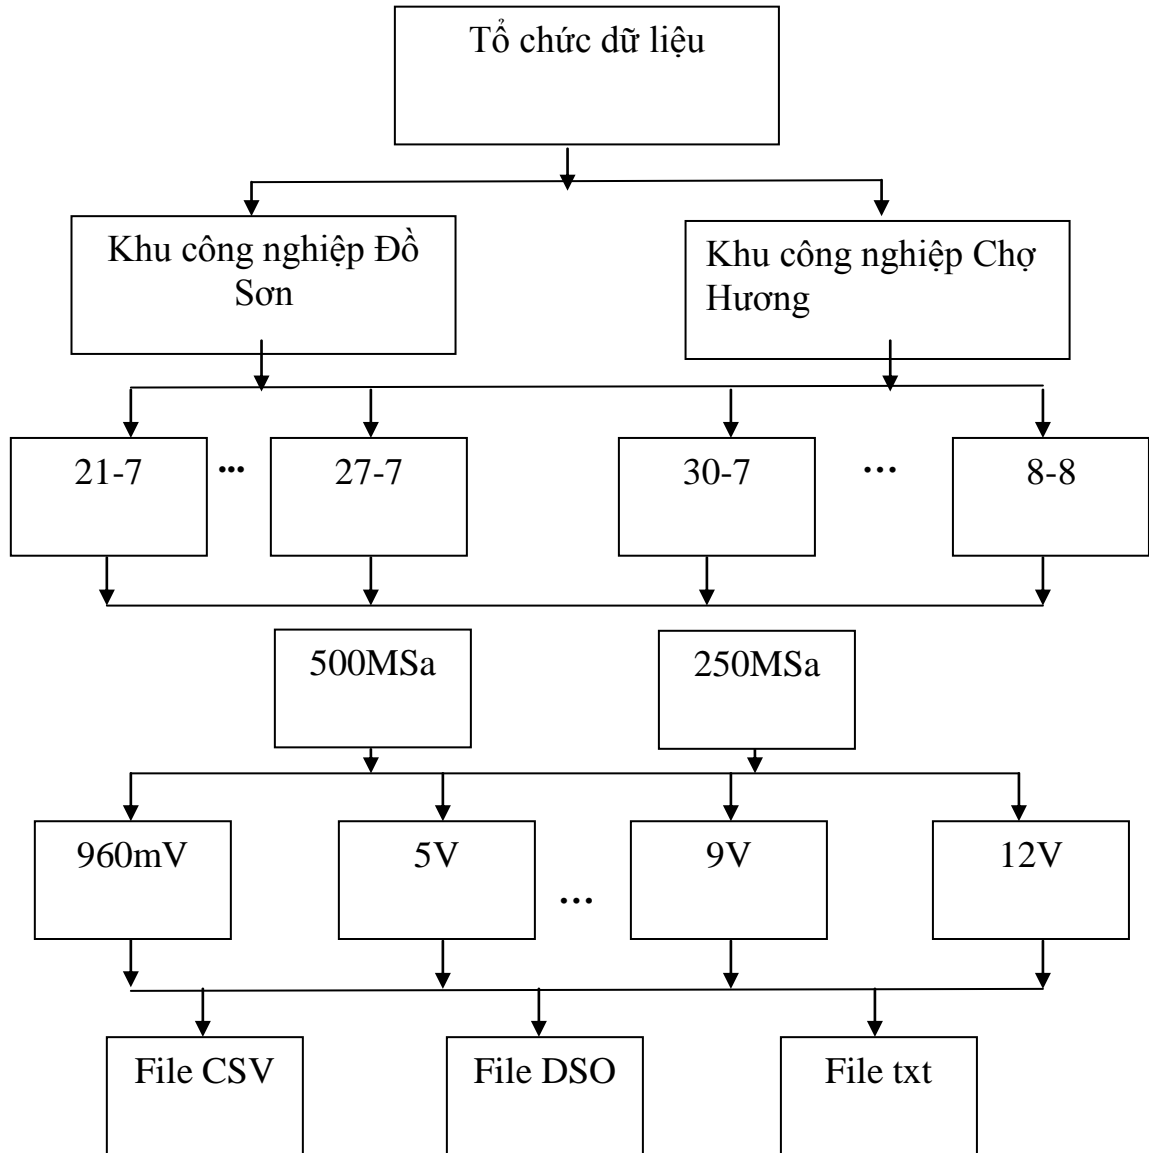 Tổ chức dữ liệu
Khu công nghiệp Đồ
Sơn
Khu công nghiệp Chợ
Hương
21-7
...
27-7
30-7
...
8-8
500MSa
250MSa
960mV
5V
...
9V
12V
File CSV
File DSO
File txt